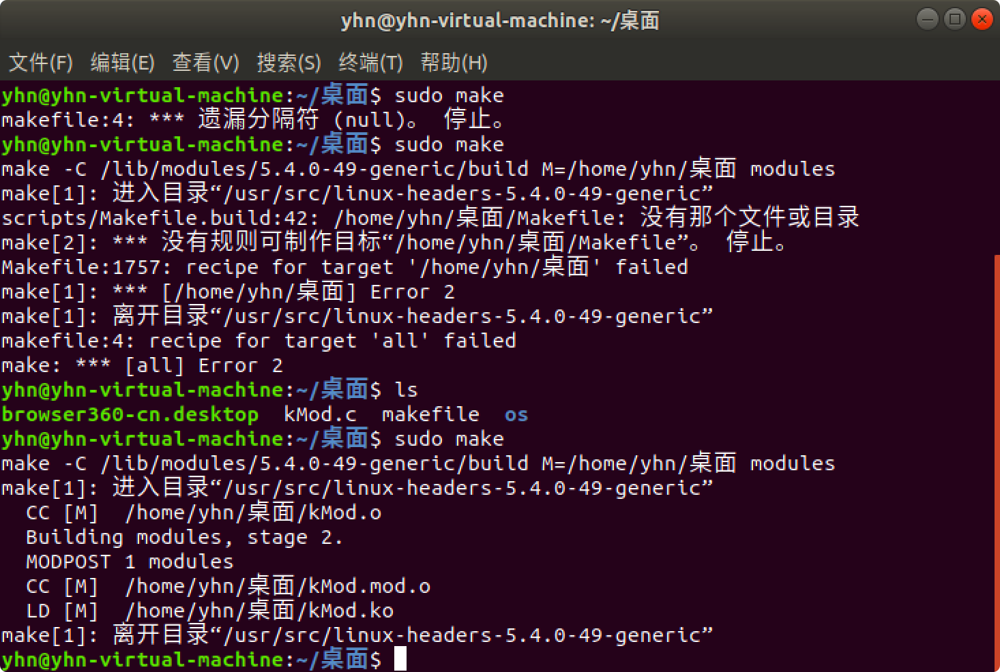 yhn@yhn-virtual-machine: ~/桌面
文件(F) 编辑(E) 查看(V) 搜索(S) 终端(T) 帮助(H)
yhn@yhn-virtual-machine:~/桌面$ sudo make
makefile:4: *** 遗漏分隔符 (null)。 停止。
yhn@yhn-virtual-machine:~/桌面$ sudo make
make -C /lib/modules/5.4.0-49-generic/build M=/home/yhn/桌面 modules
make[1]: 进入目录“/usr/src/linux-headers-5.4.0-49-generic”
scripts/Makefile.build:42: /home/yhn/桌面/Makefile: 没有那个文件或目录
make[2]: *** 没有规则可制作目标“/home/yhn/桌面/Makefile”。 停止。
Makefile:1757: recipe for target '/home/yhn/桌面' failed
make[1]: *** [/home/yhn/桌面] Error 2
make[1]: 离开目录“/usr/src/linux-headers-5.4.0-49-generic”
makefile:4: recipe for target 'all' failed
make: *** [all] Error 2
yhn@yhn-virtual-machine:~/桌面$ ls
browser360-cn.desktop kMod.c makefile os
yhn@yhn-virtual-machine:~/桌面$ sudo make
make -C /lib/modules/5.4.0-49-generic/build M=/home/yhn/桌面 modules
make[1]: 进入目录“/usr/src/linux-headers-5.4.0-49-generic”
CC [M] /home/yhn/桌面/kMod.o
Building modules, stage 2.
MODPOST 1 modules
CC [M] /home/yhn/桌面/kMod.mod.o
LD [M] /home/yhn/桌面/kMod.ko
make[1]: 离开目录“/usr/src/linux-headers-5.4.0-49-generic”
yhn@yhn-virtual-machine:~/桌面$